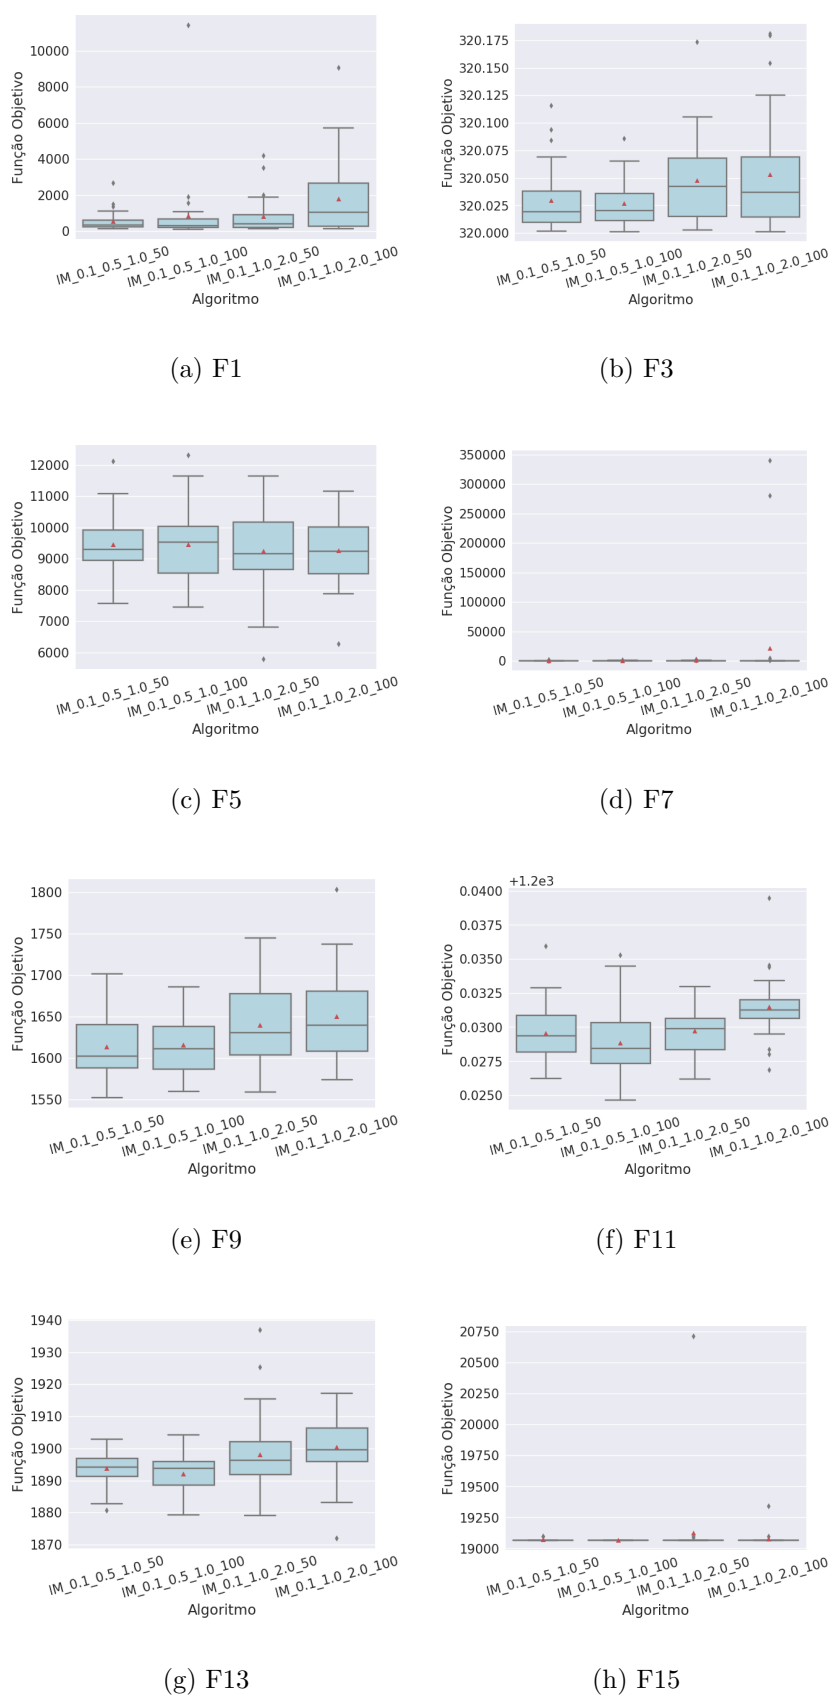 10000
8000
6000
4000
2000
0
Função Objetivo
IM_0.1_0.5_1.0_50
IM_0.1_0.5_1.0_100
IM_0.1_1.0_2.0_50
IM_0.1_1.0_2.0_100
Algoritmo
(a) F1
320.175
320.150
320.125
320.100
320.075
320.050
320.025
320.000
Função Objetivo
IM_0.1_0.5_1.0_50
IM_0.1_0.5_1.0_100
IM_0.1_1.0_2.0_50
IM_0.1_1.0_2.0_100
Algoritmo
(b) F3
12000
11000
10000
9000
8000
7000
6000
Função Objetivo
IM_0.1_0.5_1.0_50
IM_0.1_0.5_1.0_100
IM_0.1_1.0_2.0_50
IM_0.1_1.0_2.0_100
Algoritmo
(c) F5
350000
300000
250000
200000
150000
100000
50000
0
Função Objetivo
IM_0.1_0.5_1.0_50
IM_0.1_0.5_1.0_100
IM_0.1_1.0_2.0_50
IM_0.1_1.0_2.0_100
Algoritmo
(d) F7
1800
1750
1700
1650
1600
1550
Função Objetivo
IM_0.1_0.5_1.0_50
IM_0.1_0.5_1.0_100
IM_0.1_1.0_2.0_50
IM_0.1_1.0_2.0_100
Algoritmo
(e) F9
+1.2e3
0.0400
0.0375
0.0350
0.0325
0.0300
0.0275
0.0250
Função Objetivo
IM_0.1_0.5_1.0_50
IM_0.1_0.5_1.0_100
IM_0.1_1.0_2.0_50
IM_0.1_1.0_2.0_100
Algoritmo
(f) F11
1940
1930
1920
1910
1900
1890
1880
1870
Função Objetivo
IM_0.1_0.5_1.0_50
IM_0.1_0.5_1.0_100
IM_0.1_1.0_2.0_50
IM_0.1_1.0_2.0_100
Algoritmo
(g) F13
20750
20500
20250
20000
19750
19500
19250
19000
Função Objetivo
IM_0.1_0.5_1.0_50
IM_0.1_0.5_1.0_100
IM_0.1_1.0_2.0_50
IM_0.1_1.0_2.0_100
Algoritmo
(h) F15